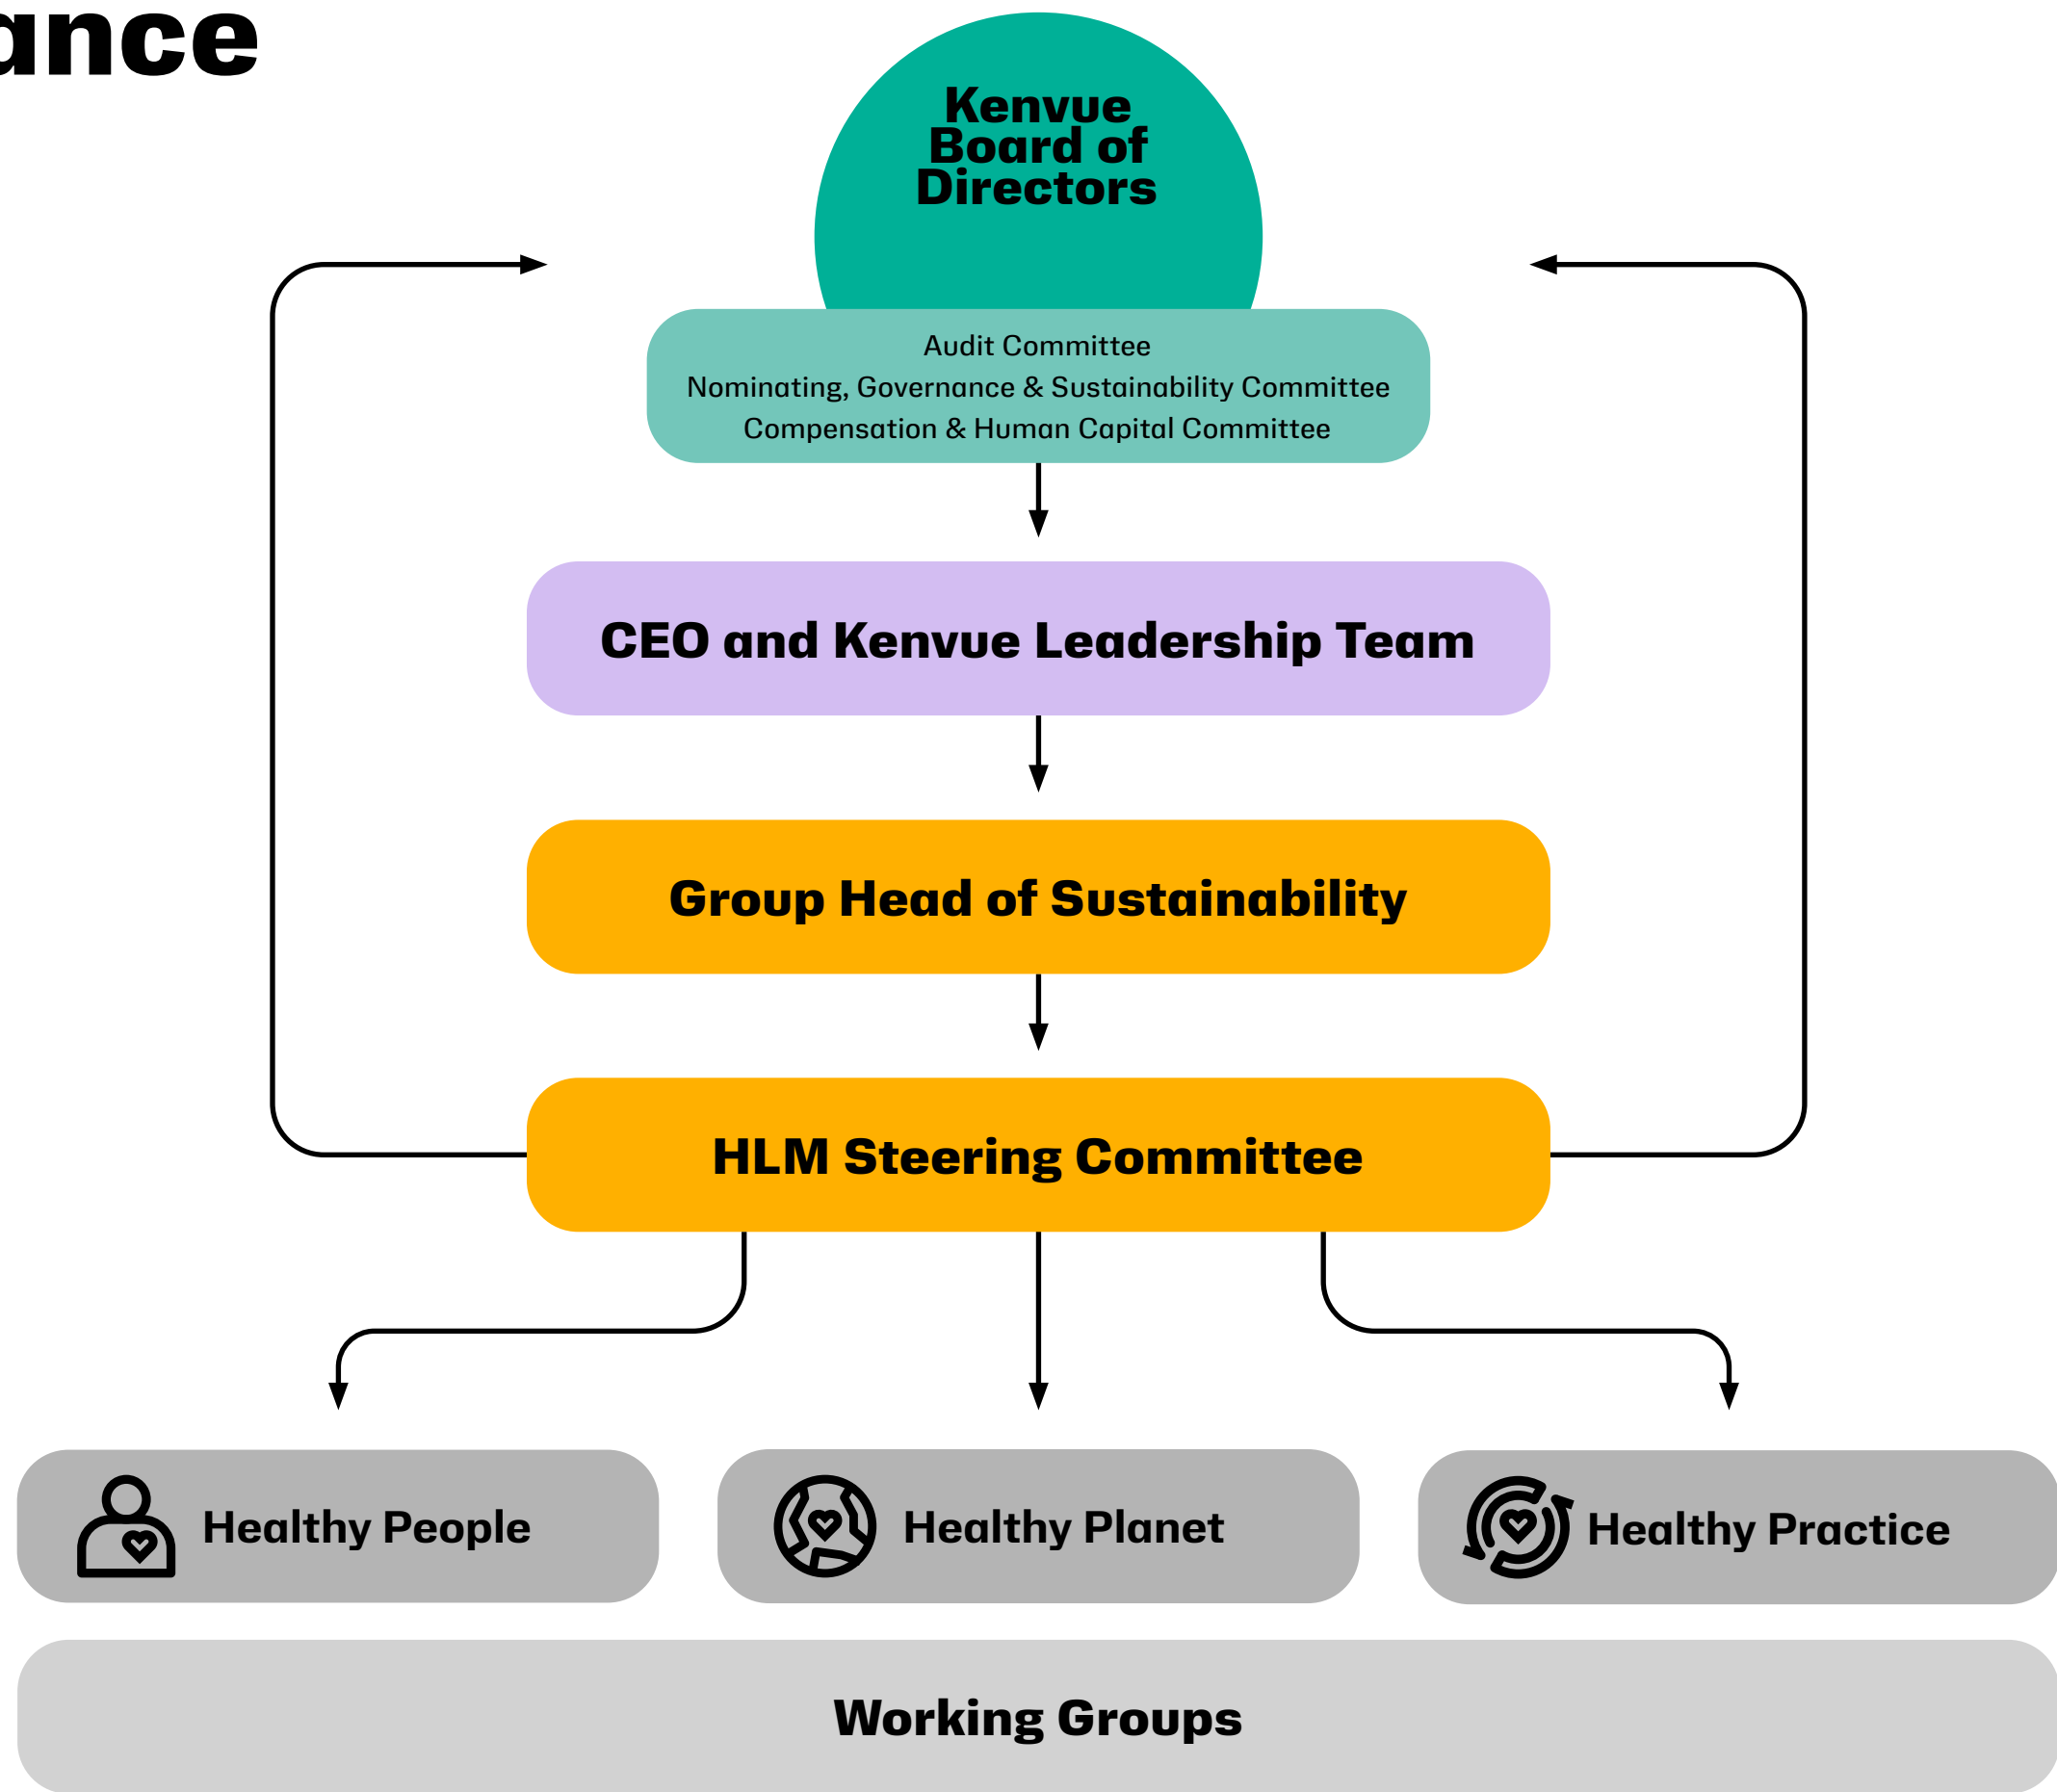 ance
Kenvue
Board of
Directors
Audit Committee
Nominating, Governance & Sustainability Committee
Compensation & Human Capital Committee
CEO and Kenvue Leadership Team
Group Head of Sustainability
HLM Steering Committee
Healthy People
Healthy Planet
Healthy Practice
Working Groups